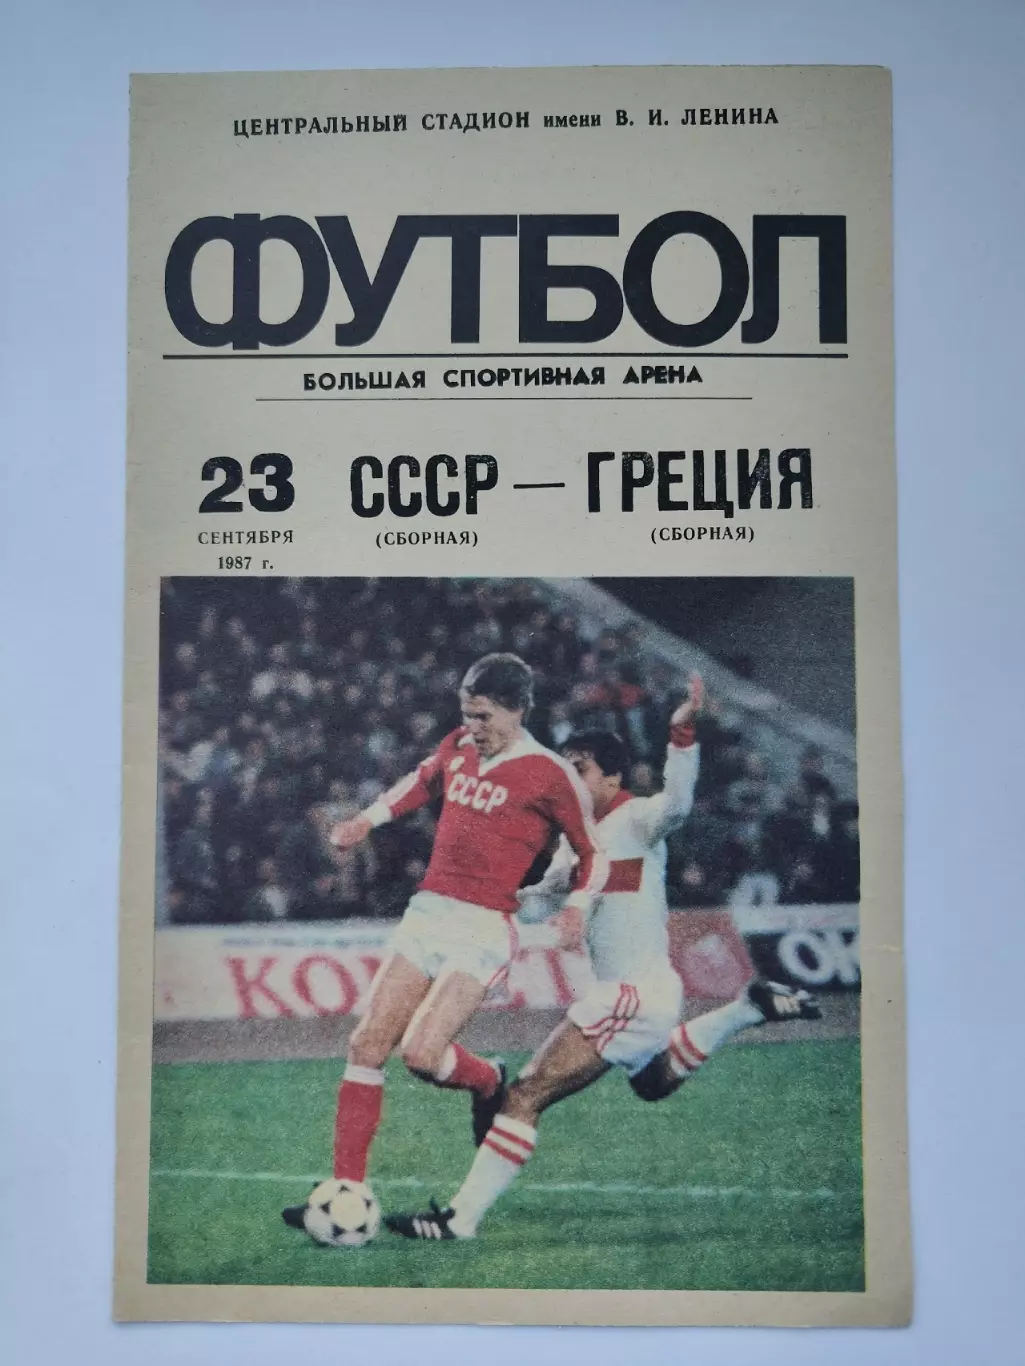 ЦЕНТРАЛЬНЫЙ СТАДИОН имени В. И. ЛЕНИНА
ФУТБОЛ
БОЛЬШАЯ СПОРТИВНАЯ АРЕНА
23 СССР — ГРЕЦИЯ
СЕНТЯБРЯ (СБОРНАЯ) (СБОРНАЯ)
1987 г.
СССР